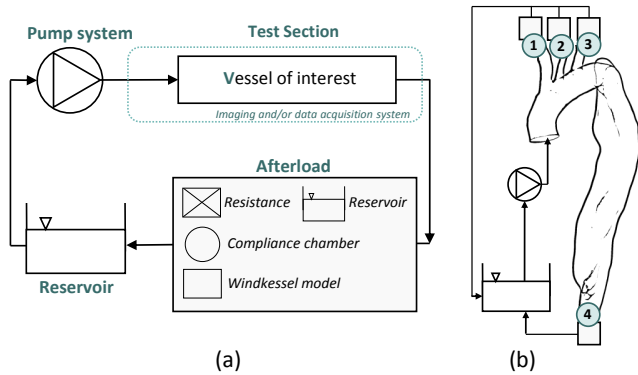 Pump system
Test Section
Vessel of interest
Imaging and/or data acquisition system
Afterload
Resistance
Reservoir
Compliance chamber
Windkessel model
Reservoir
(a)
1
2
3
4
(b)